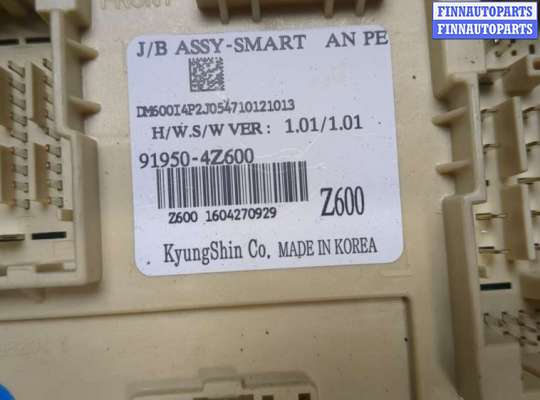 FRONT
FINNAUTOPARTS
FINNAUTOPARTS
J/B ASSY-SMART AN PE
DM600I4P2J054710121013
H/W.S/W VER: 1.01/1.01
91950-4Z600
Z600 1604270929
Z600
KyungShin Co. MADE IN KOREA